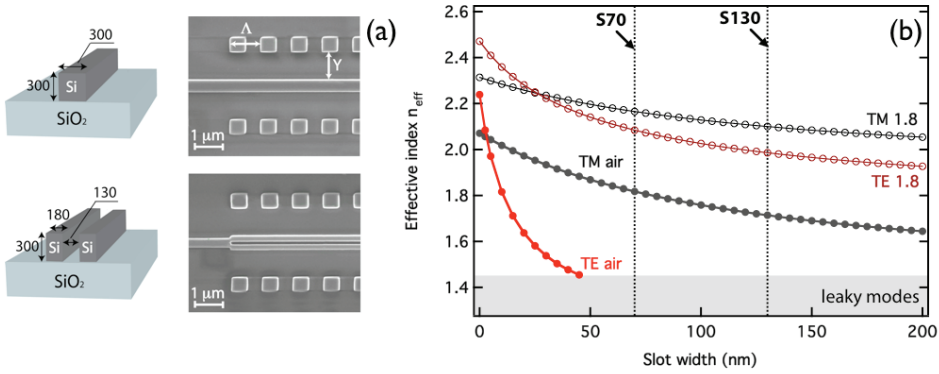 300
300
Si
SiO₂
130
180
300
Si
Si
SiO₂
(a)
Λ
Y
1 μm
1 μm
(b)
S70
S130
2.6
2.4
2.2
2.0
1.8
1.6
1.4
Effective index n_eff
TM 1.8
TE 1.8
TM air
TE air
leaky modes
0
50
100
150
200
Slot width (nm)